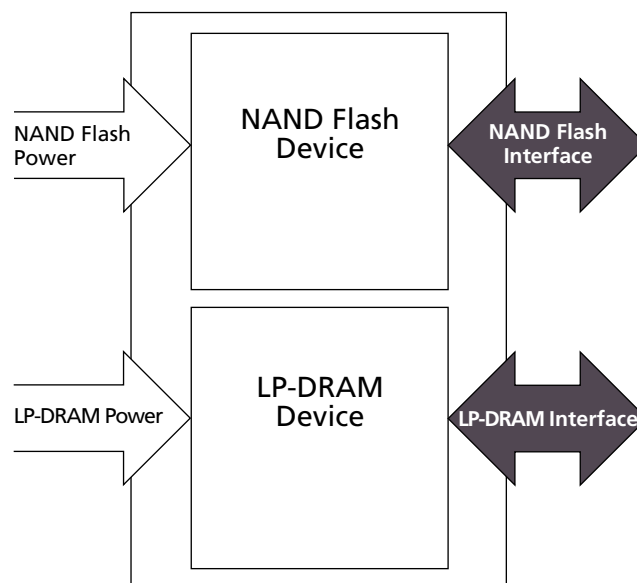 NAND Flash
Power
NAND Flash
Device
NAND Flash
Interface
LP-DRAM Power
LP-DRAM
Device
LP-DRAM Interface